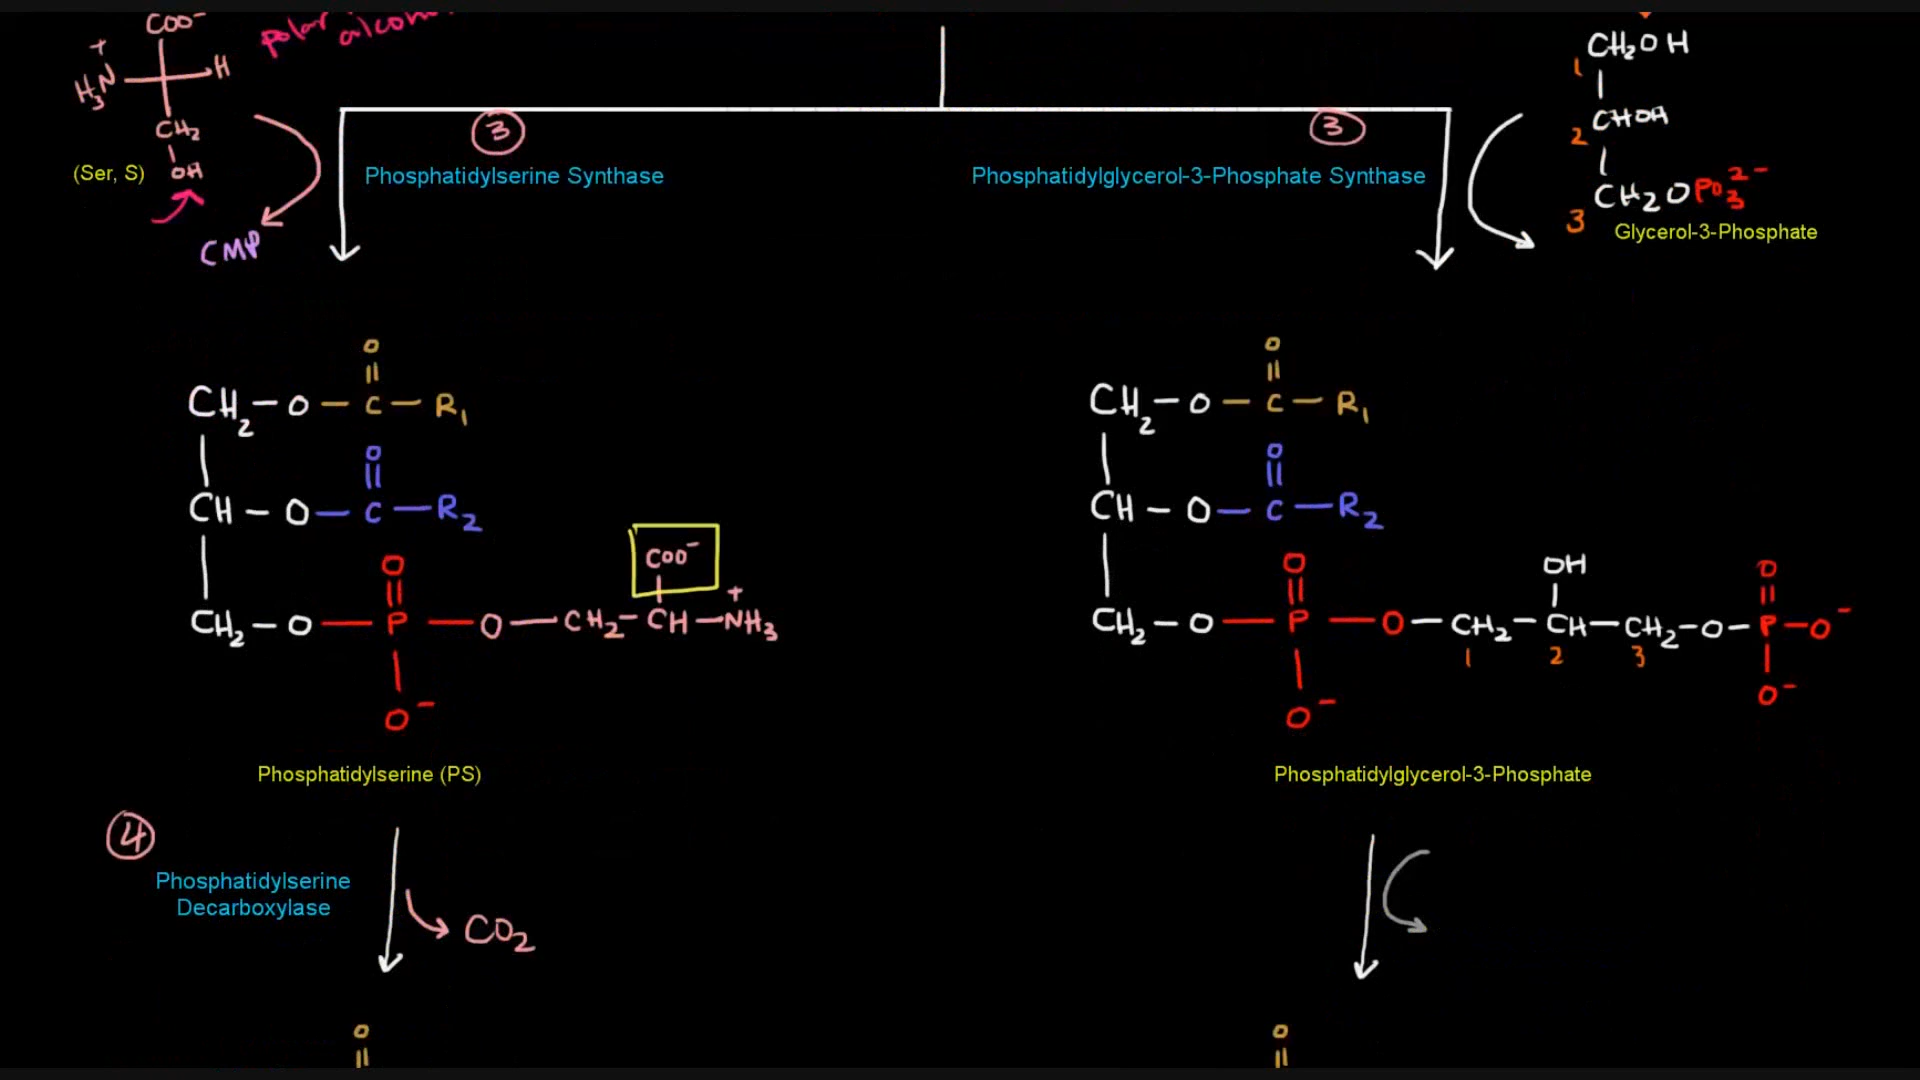 COO⁻
polar
alcoho
+
H₃N H
CH₂
OH
(Ser, S)
CMP
3
Phosphatidylserine Synthase
3
Phosphatidylglycerol-3-Phosphate Synthase
CH₂OH
1
CHOH
2
CH₂OPO₃²⁻
3
Glycerol-3-Phosphate
O
CH₂-O-C-R₁
O
CH-O-C-R₂
COO⁻
O +
CH₂-O-P-O-CH₂-CH-NH₃
O⁻
Phosphatidylserine (PS)
O
CH₂-O-C-R₁
O
CH-O-C-R₂
O OH O
CH₂-O-P-O-CH₂-CH-CH₂-O-P-O⁻
1 2 3
O⁻ O⁻
Phosphatidylglycerol-3-Phosphate
4
Phosphatidylserine
Decarboxylase
CO₂
O
O